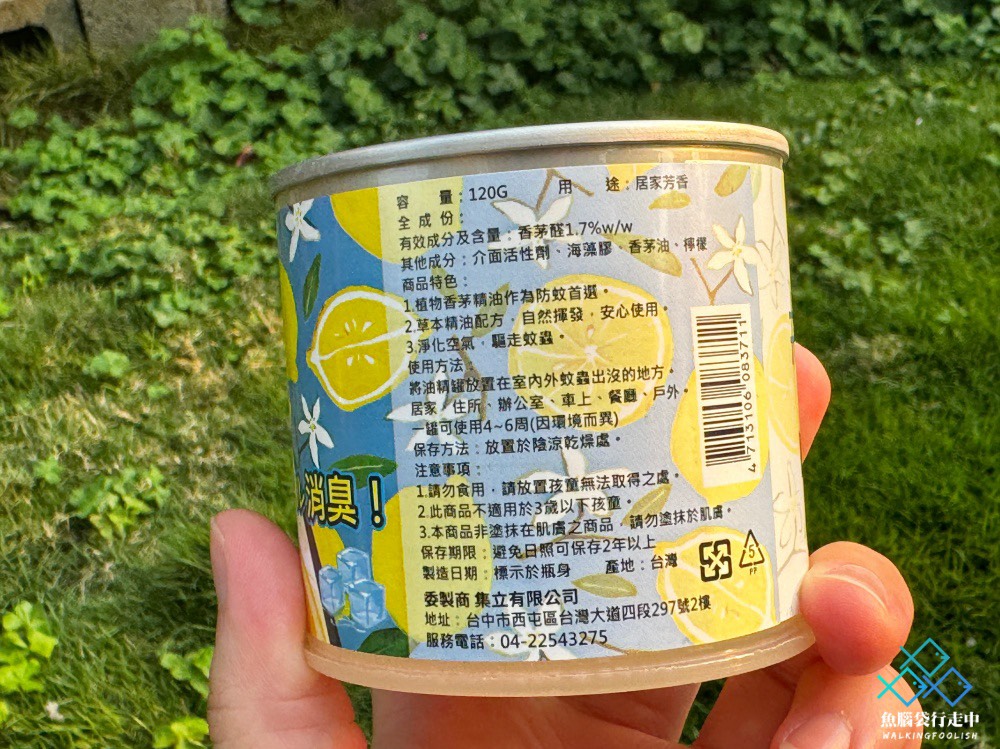 容　量：120G　用　途：居家芳香
全 成 份：
有效成分及含量：香茅醛1.7%w/w
其他成分：介面活性劑、海藻膠、香茅油、檸檬
商品特色：
1.植物香茅精油作為防蚊首選。
2.草本精油配方，自然揮發，安心使用。
3.淨化空氣，驅走蚊蟲。
使用方法：
將油精罐放置在室內外蚊蟲出沒的地方。
居家、住所、辦公室、車上、餐廳、戶外。
一罐可使用4~6周(因環境而異)
保存方法：放置於陰涼乾燥處。
注意事項：
1.請勿食用，請放置孩童無法取得之處。
2.此商品不適用於3歲以下孩童。
3.本商品非塗抹在肌膚之商品，請勿塗抹於肌膚。
保存期限：避免日照可保存2年以上
製造日期：標示於瓶身　產地：台灣
委製商 集立有限公司
地址：台中市西屯區台灣大道四段297號2樓
服務電話：04-22543275
消臭！
4713106083711
5
PP
魚腦袋行走中
WALKINGFOOLISH